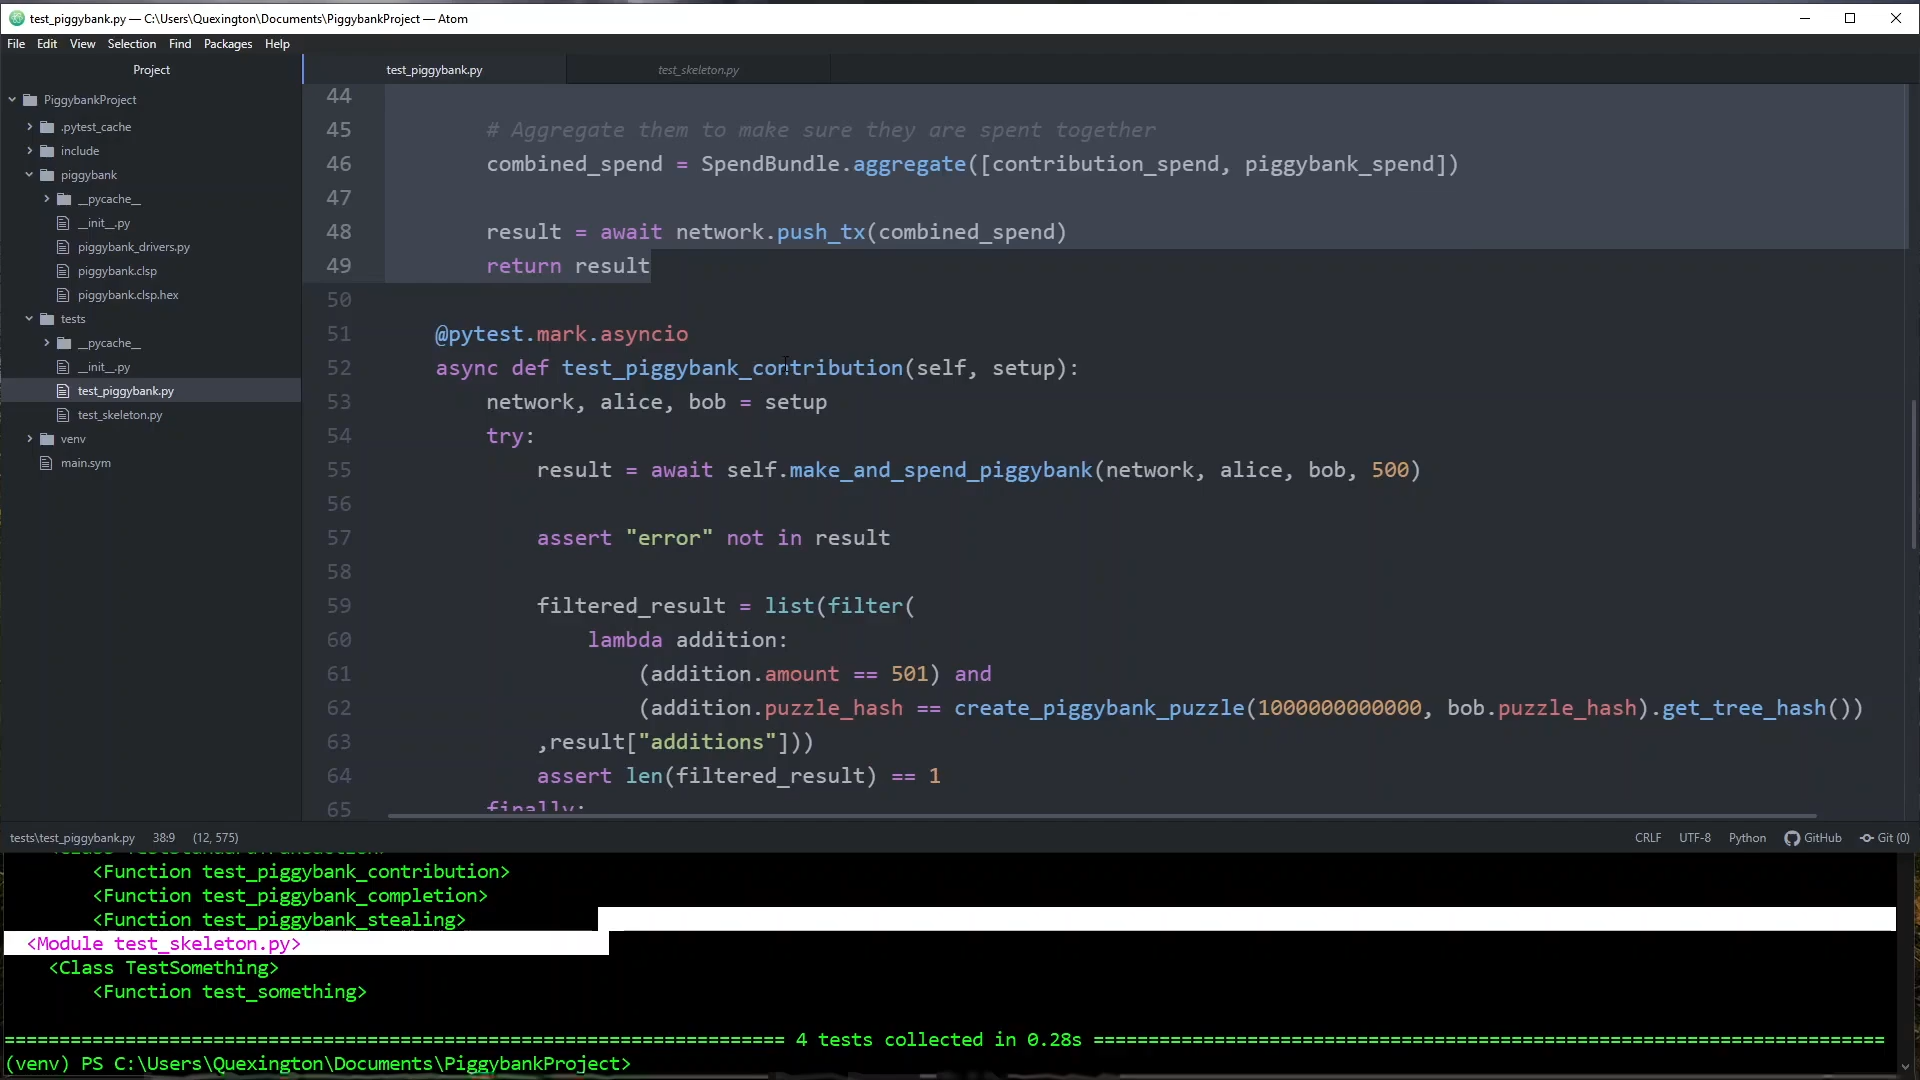 test_piggybank.py — C:\Users\Quexington\Documents\PiggybankProject — Atom
File Edit View Selection Find Packages Help
Project
PiggybankProject
.pytest_cache
include
piggybank
__pycache__
__init__.py
piggybank_drivers.py
piggybank.clsp
piggybank.clsp.hex
tests
__pycache__
__init__.py
test_piggybank.py
test_skeleton.py
venv
main.sym
test_piggybank.py test_skeleton.py
44
45 # Aggregate them to make sure they are spent together
46 combined_spend = SpendBundle.aggregate([contribution_spend, piggybank_spend])
47
48 result = await network.push_tx(combined_spend)
49 return result
50
51 @pytest.mark.asyncio
52 async def test_piggybank_contribution(self, setup):
53 network, alice, bob = setup
54 try:
55 result = await self.make_and_spend_piggybank(network, alice, bob, 500)
56
57 assert "error" not in result
58
59 filtered_result = list(filter(
60 lambda addition:
61 (addition.amount == 501) and
62 (addition.puzzle_hash == create_piggybank_puzzle(1000000000000, bob.puzzle_hash).get_tree_hash())
63 ,result["additions"]))
64 assert len(filtered_result) == 1
65 finally:
tests\test_piggybank.py 38:9 (12, 575) CRLF UTF-8 Python GitHub Git (0)
<Function test_piggybank_contribution>
<Function test_piggybank_completion>
<Function test_piggybank_stealing>
<Module test_skeleton.py>
<Class TestSomething>
<Function test_something>
4 tests collected in 0.28s
(venv) PS C:\Users\Quexington\Documents\PiggybankProject>